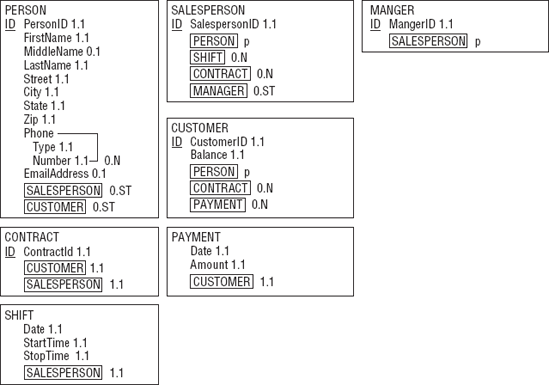 PERSON
ID PersonID 1.1
FirstName 1.1
MiddleName 0.1
LastName 1.1
Street 1.1
City 1.1
State 1.1
Zip 1.1
Phone
Type 1.1
Number 1.1 0.N
EmailAddress 0.1
SALESPERSON 0.ST
CUSTOMER 0.ST
SALESPERSON
ID SalespersonID 1.1
PERSON p
SHIFT 0.N
CONTRACT 0.N
MANAGER 0.ST
MANGER
ID MangerID 1.1
SALESPERSON p
CUSTOMER
ID CustomerID 1.1
Balance 1.1
PERSON p
CONTRACT 0.N
PAYMENT 0.N
CONTRACT
ID ContractId 1.1
CUSTOMER 1.1
SALESPERSON 1.1
PAYMENT
Date 1.1
Amount 1.1
CUSTOMER 1.1
SHIFT
Date 1.1
StartTime 1.1
StopTime 1.1
SALESPERSON 1.1